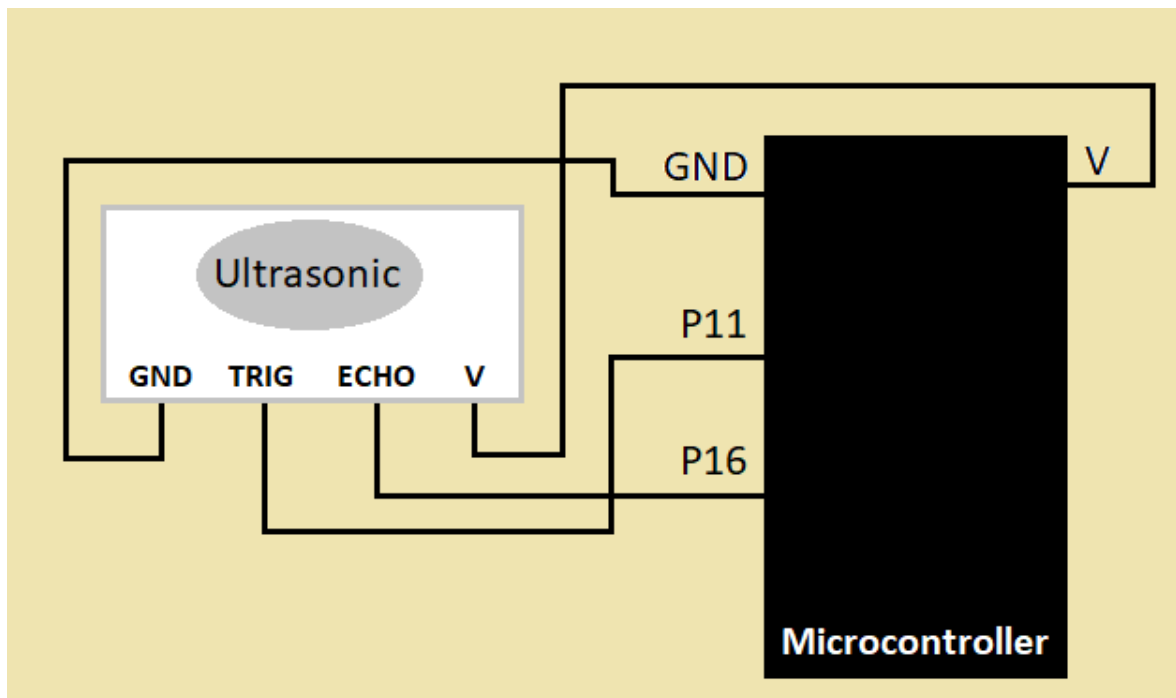 GND
V
Ultrasonic
P11
GND TRIG ECHO V
P16
Microcontroller